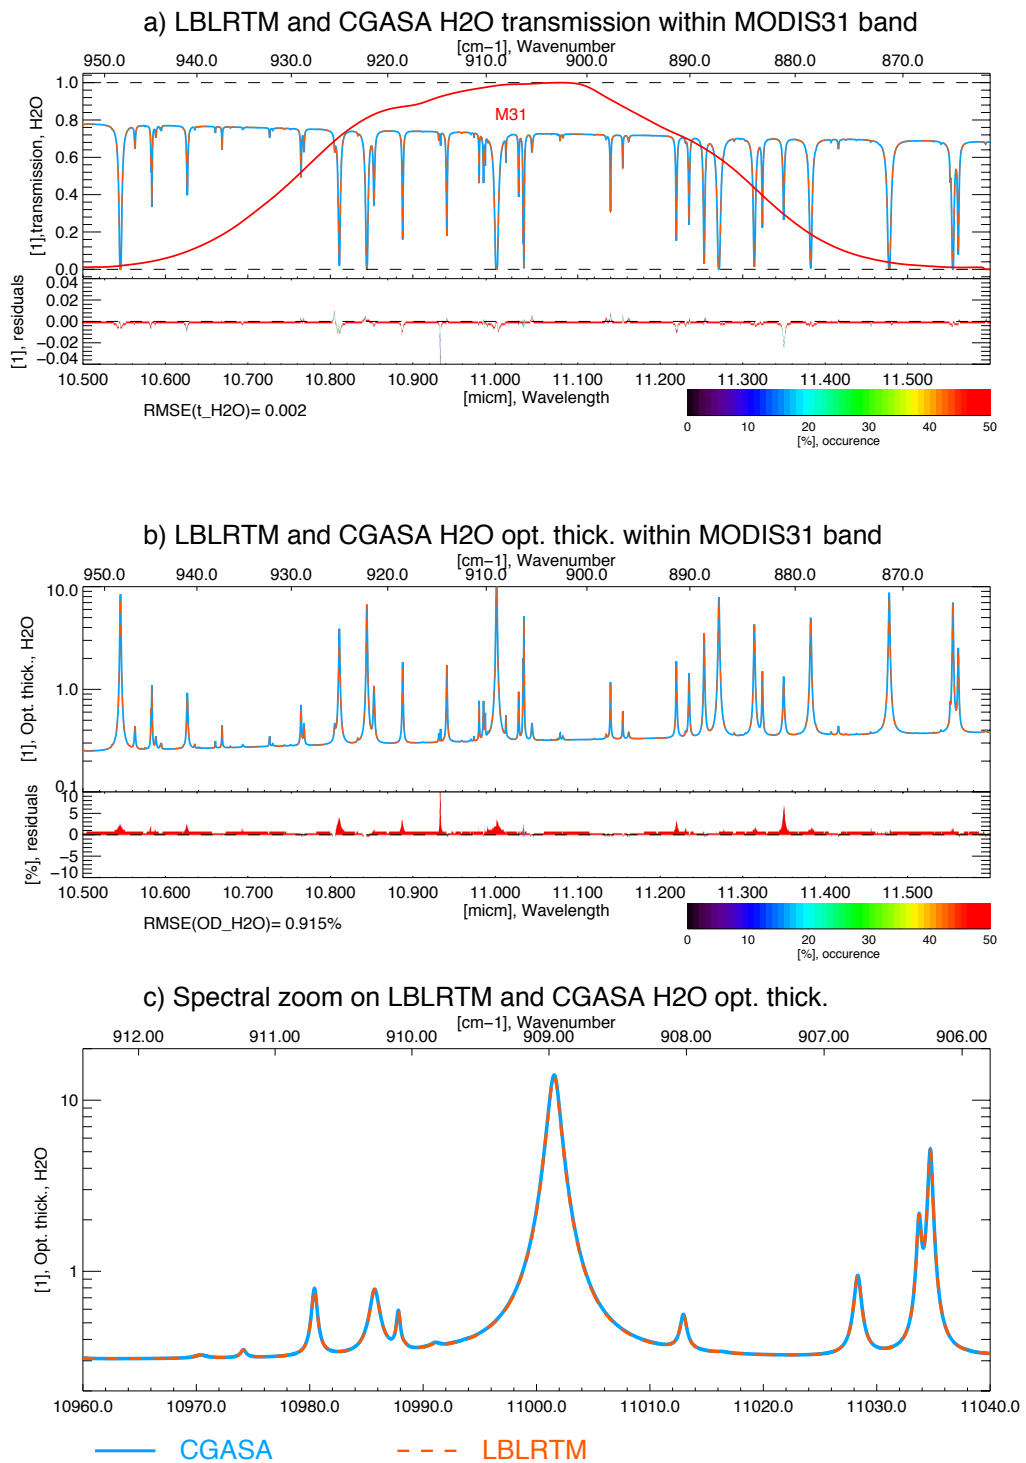 a) LBLRTM and CGASA H2O transmission within MODIS31 band
[cm-1], Wavenumber
950.0 940.0 930.0 920.0 910.0 900.0 890.0 880.0 870.0
[1],transmission, H2O
1.0
0.8
0.6
0.4
0.2
0.0
M31
[1], residuals
0.04
0.02
0.00
-0.02
-0.04
10.500 10.600 10.700 10.800 10.900 11.000 11.100 11.200 11.300 11.400 11.500
[micm], Wavelength
RMSE(t_H2O)= 0.002
0 10 20 30 40 50
[%], occurence
b) LBLRTM and CGASA H2O opt. thick. within MODIS31 band
[cm-1], Wavenumber
950.0 940.0 930.0 920.0 910.0 900.0 890.0 880.0 870.0
[1], Opt. thick., H2O
10.0
1.0
0.1
[%], residuals
10
5
0
-5
-10
10.500 10.600 10.700 10.800 10.900 11.000 11.100 11.200 11.300 11.400 11.500
[micm], Wavelength
RMSE(OD_H2O)= 0.915%
0 10 20 30 40 50
[%], occurence
c) Spectral zoom on LBLRTM and CGASA H2O opt. thick.
[cm-1], Wavenumber
912.00 911.00 910.00 909.00 908.00 907.00 906.00
[1], Opt. thick., H2O
10
1
10960.0 10970.0 10980.0 10990.0 11000.0 11010.0 11020.0 11030.0 11040.0
CGASA LBLRTM